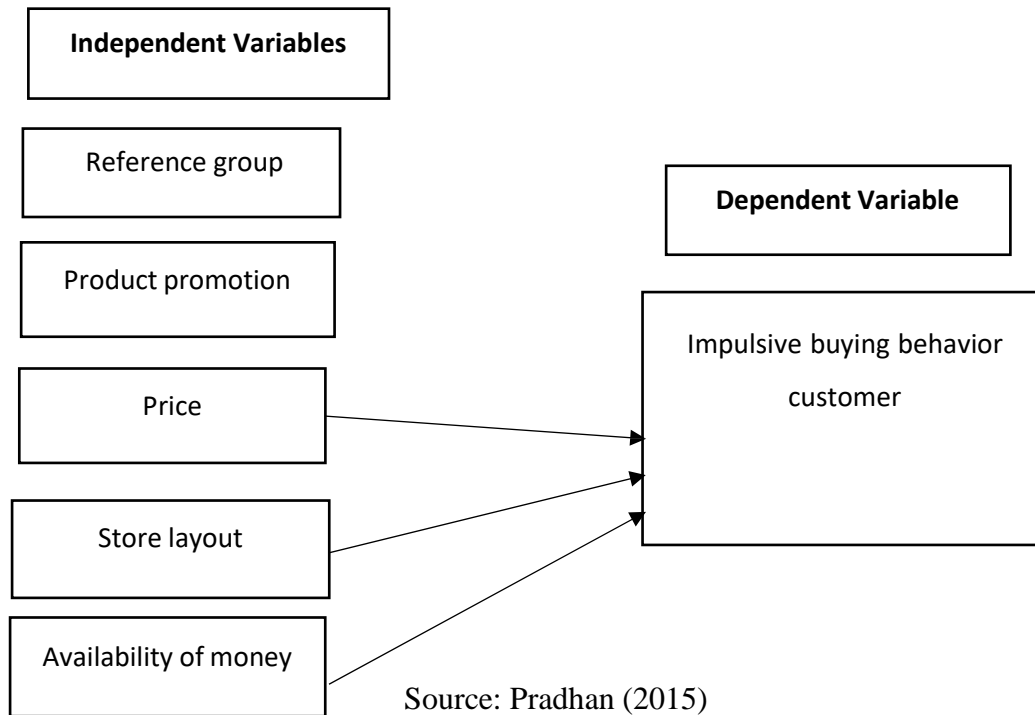 Independent Variables
Reference group
Product promotion
Price
Store layout
Availability of money
Dependent Variable
Impulsive buying behavior
customer
Source: Pradhan (2015)